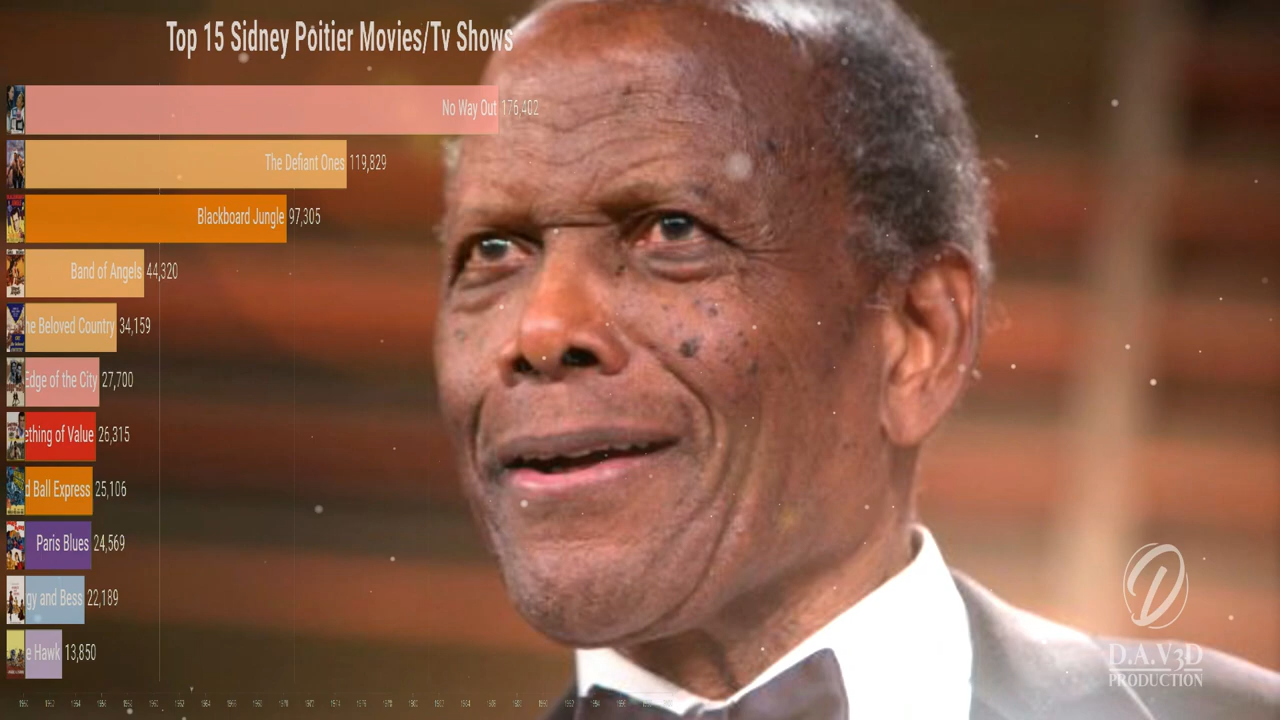 Top 15 Sidney Poitier Movies/Tv Shows
No Way Out 176,402
The Defiant Ones 119,829
Blackboard Jungle 97,305
Band of Angels 44,320
he Beloved Country 34,159
Edge of the City 27,700
ething of Value 26,315
d Ball Express 25,106
Paris Blues 24,569
gy and Bess 22,189
e Hawk 13,850
D
D.A.V3D
PRODUCTION